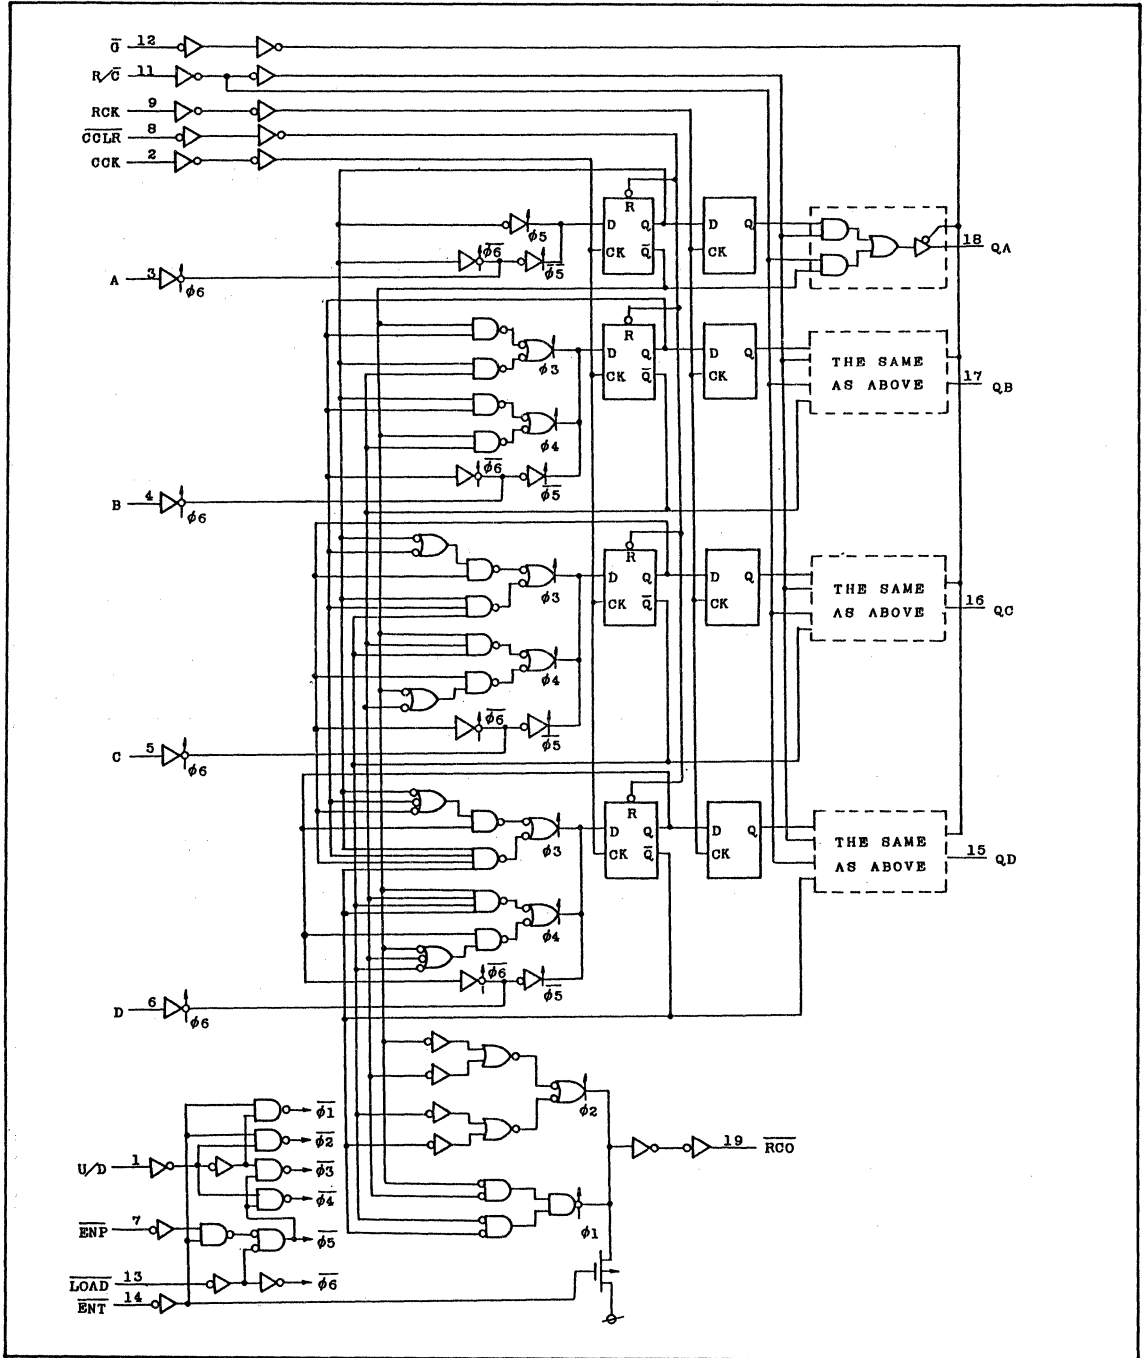 G̅ 12
R/C̅ 11
RCK 9
C̅C̅L̅R̅ 8
CCK 2
R
D Q
CK Q̅
D Q
CK
ϕ5
ϕ̅6̅
ϕ̅5̅
A 3
ϕ6
18 QA
R
D Q
CK Q̅
D Q
CK
ϕ3
ϕ4
ϕ̅6̅
ϕ̅5̅
B 4
ϕ6
THE SAME
AS ABOVE
17 QB
R
D Q
CK Q̅
D Q
CK
ϕ3
ϕ4
ϕ̅6̅
ϕ̅5̅
C 5
ϕ6
THE SAME
AS ABOVE
16 QC
R
D Q
CK Q̅
D Q
CK
ϕ3
ϕ4
ϕ̅6̅
ϕ̅5̅
D 6
ϕ6
THE SAME
AS ABOVE
15 QD
ϕ2
ϕ1
19 R̅C̅O̅
ϕ̅1̅
ϕ̅2̅
U/D 1
ϕ̅3̅
ϕ̅4̅
E̅N̅P̅ 7
ϕ̅5̅
L̅O̅A̅D̅ 13
ϕ̅6̅
E̅N̅T̅ 14